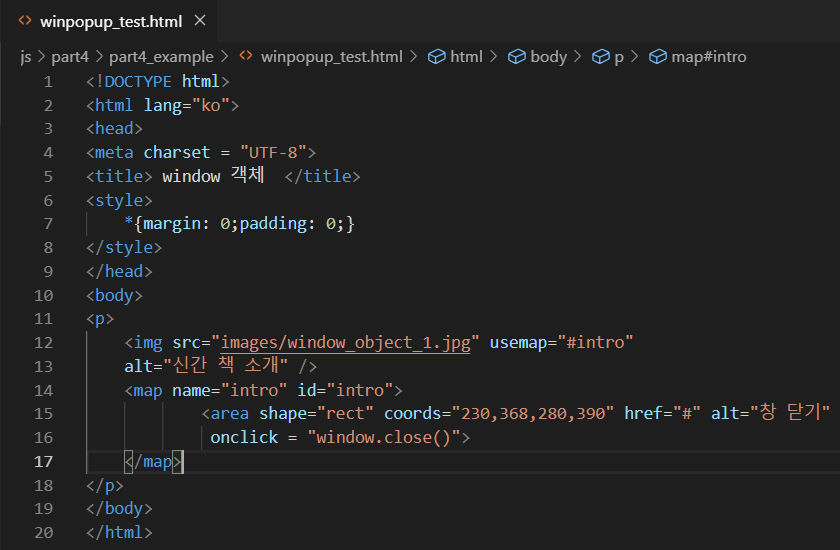 <> winpopup_test.html ×
js > part4 > part4_example > <> winpopup_test.html > html > body > p > map#intro
1 <!DOCTYPE html>
2 <html lang="ko">
3 <head>
4 <meta charset = "UTF-8">
5 <title> window 객체  </title>
6 <style>
7     *{margin: 0;padding: 0;}
8 </style>
9 </head>
10 <body>
11 <p>
12     <img src="images/window_object_1.jpg" usemap="#intro"
13     alt="신간 책 소개" />
14     <map name="intro" id="intro">
15             <area shape="rect" coords="230,368,280,390" href="#" alt="창 닫기"
16              onclick = "window.close()">
17     </map>
18 </p>
19 </body>
20 </html>